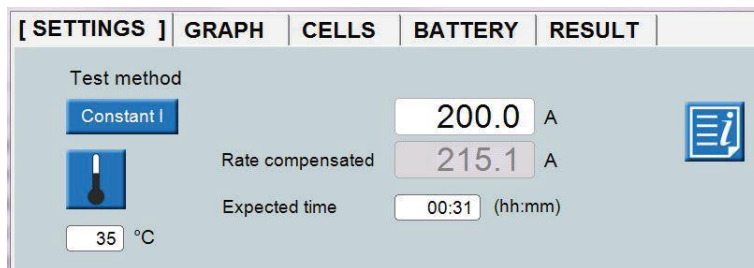 [ SETTINGS ] GRAPH CELLS BATTERY RESULT
Test method
Constant I 200.0 A
Rate compensated 215.1 A
Expected time 00:31 (hh:mm)
35 °C